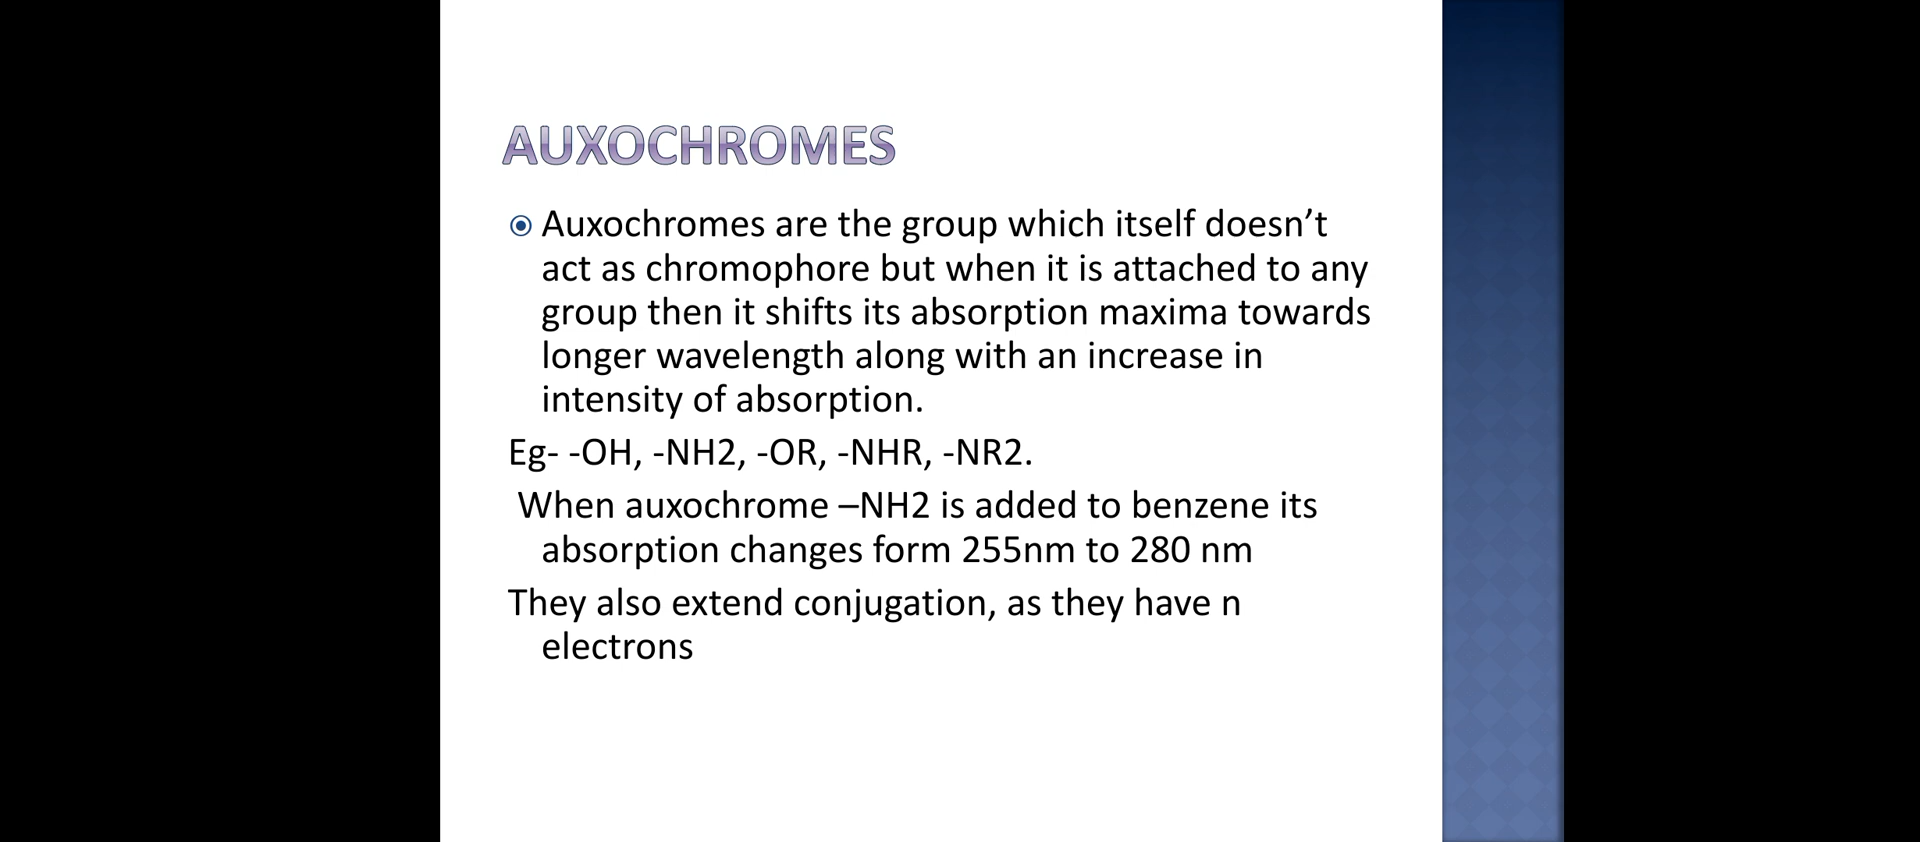 AUXOCHROMES
Auxochromes are the group which itself doesn’t
act as chromophore but when it is attached to any
group then it shifts its absorption maxima towards
longer wavelength along with an increase in
intensity of absorption.
Eg- -OH, -NH2, -OR, -NHR, -NR2.
When auxochrome –NH2 is added to benzene its
absorption changes form 255nm to 280 nm
They also extend conjugation, as they have n
electrons